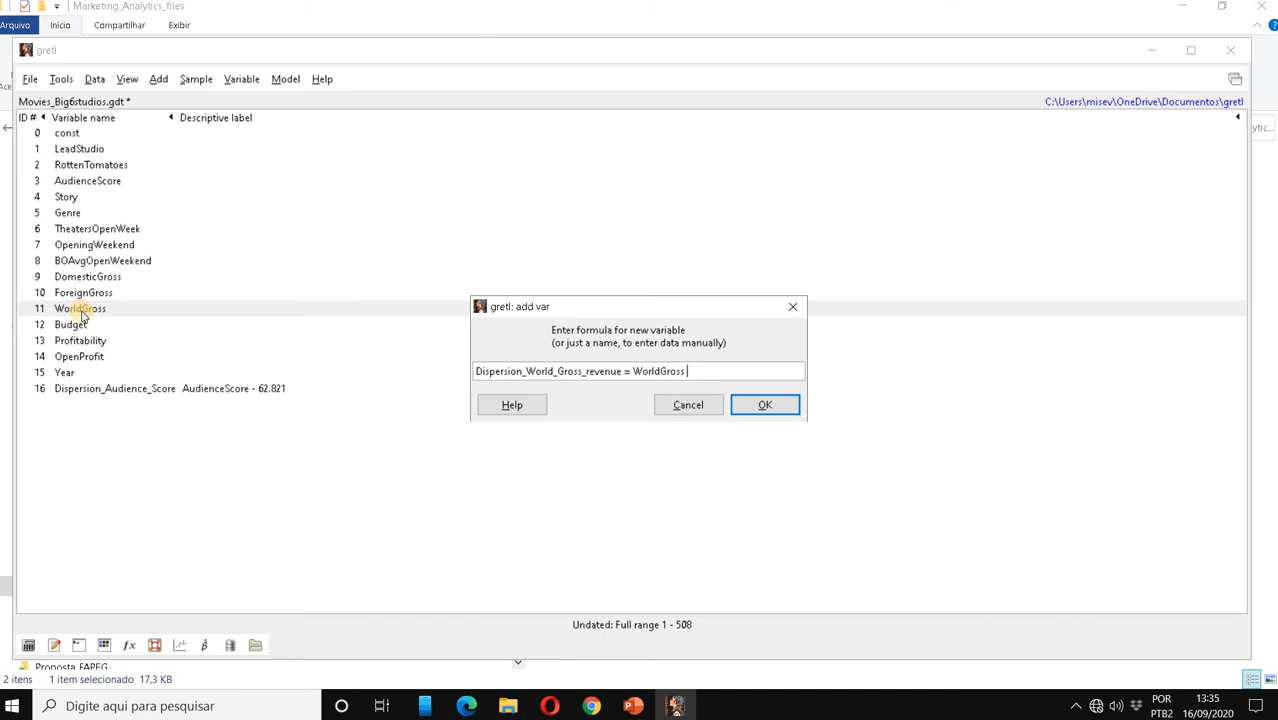 Marketing_Analytics_files
Arquivo Início Compartilhar Exibir
gretl
File Tools Data View Add Sample Variable Model Help
Movies_Big6studios.gdt * C:\Users\misev\OneDrive\Documentos\gretl
ID # Variable name Descriptive label
0 const
1 LeadStudio
2 RottenTomatoes
3 AudienceScore
4 Story
5 Genre
6 TheatersOpenWeek
7 OpeningWeekend
8 BOAvgOpenWeekend
9 DomesticGross
10 ForeignGross
11 WorldGross
12 Budget
13 Profitability
14 OpenProfit
15 Year
16 Dispersion_Audience_Score AudienceScore - 62.821
gretl: add var
Enter formula for new variable
(or just a name, to enter data manually)
Dispersion_World_Gross_revenue = WorldGross
Help Cancel OK
Undated: Full range 1 - 508
Proposta FAPEG
2 itens 1 item selecionado 17,3 KB
Digite aqui para pesquisar
POR
PTB2
13:35
16/09/2020